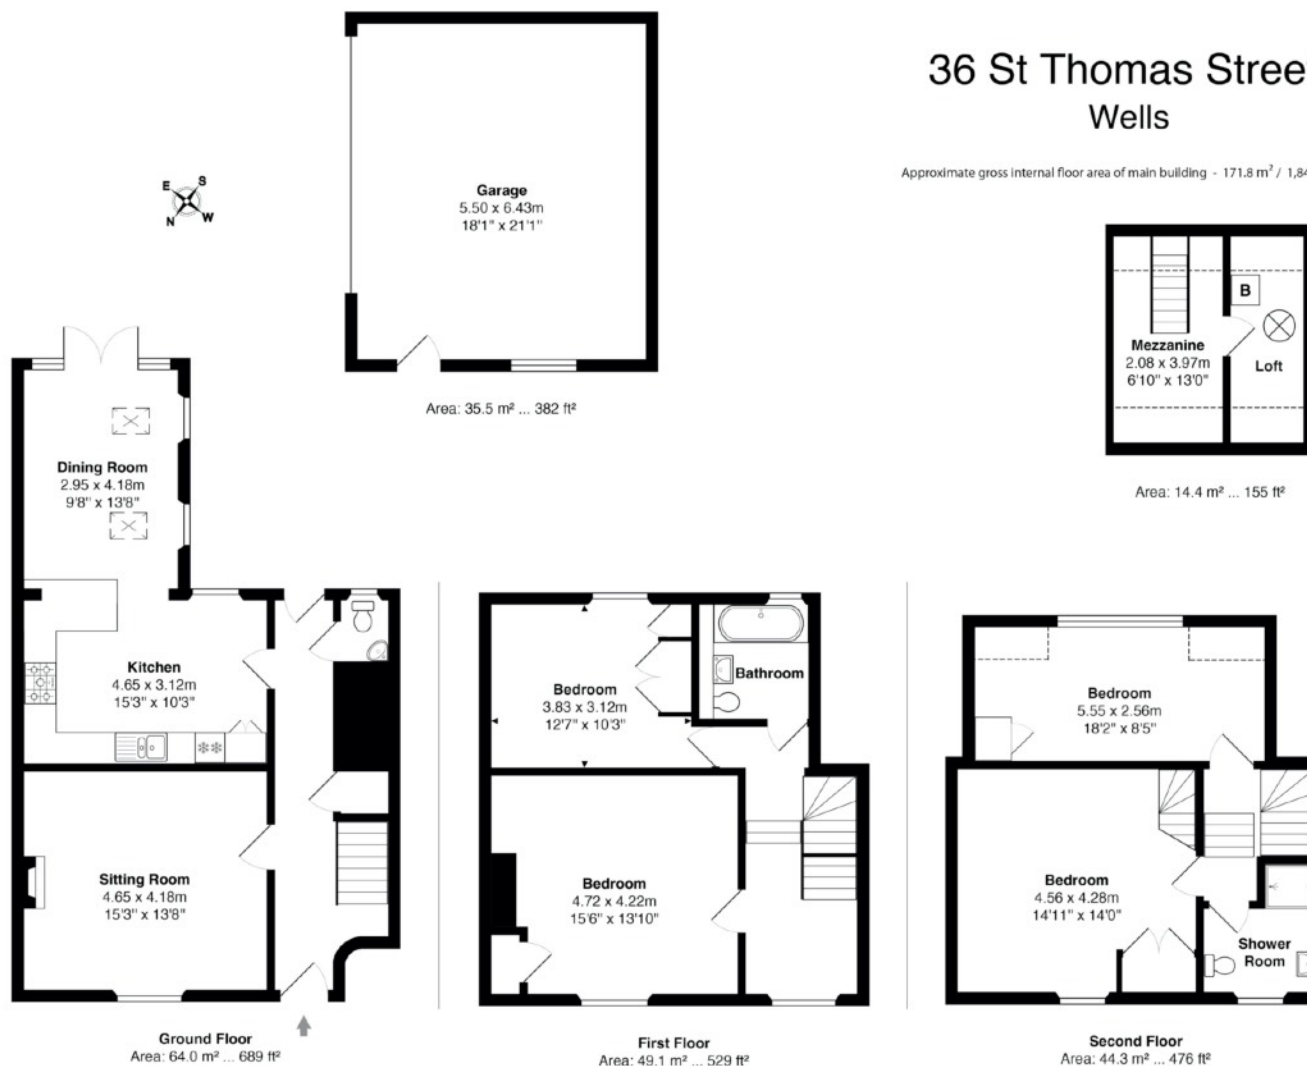 36 St Thomas Stree
Wells
Approximate gross internal floor area of main building - 171.8 m² / 1,84
E S
N W
Garage
5.50 x 6.43m
18'1" x 21'1"
Area: 35.5 m² ... 382 ft²
B
Mezzanine
2.08 x 3.97m
6'10" x 13'0"
Loft
Area: 14.4 m² ... 155 ft²
Dining Room
2.95 x 4.18m
9'8" x 13'8"
Kitchen
4.65 x 3.12m
15'3" x 10'3"
Sitting Room
4.65 x 4.18m
15'3" x 13'8"
Ground Floor
Area: 64.0 m² ... 689 ft²
Bedroom
3.83 x 3.12m
12'7" x 10'3"
Bathroom
Bedroom
4.72 x 4.22m
15'6" x 13'10"
First Floor
Area: 49.1 m² ... 529 ft²
Bedroom
5.55 x 2.56m
18'2" x 8'5"
Bedroom
4.56 x 4.28m
14'11" x 14'0"
Shower
Room
Second Floor
Area: 44.3 m² ... 476 ft²